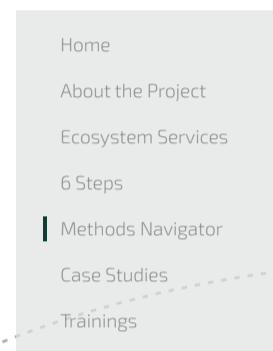 Home
About the Project
Ecosystem Services
6 Steps
Methods Navigator
Case Studies
Trainings